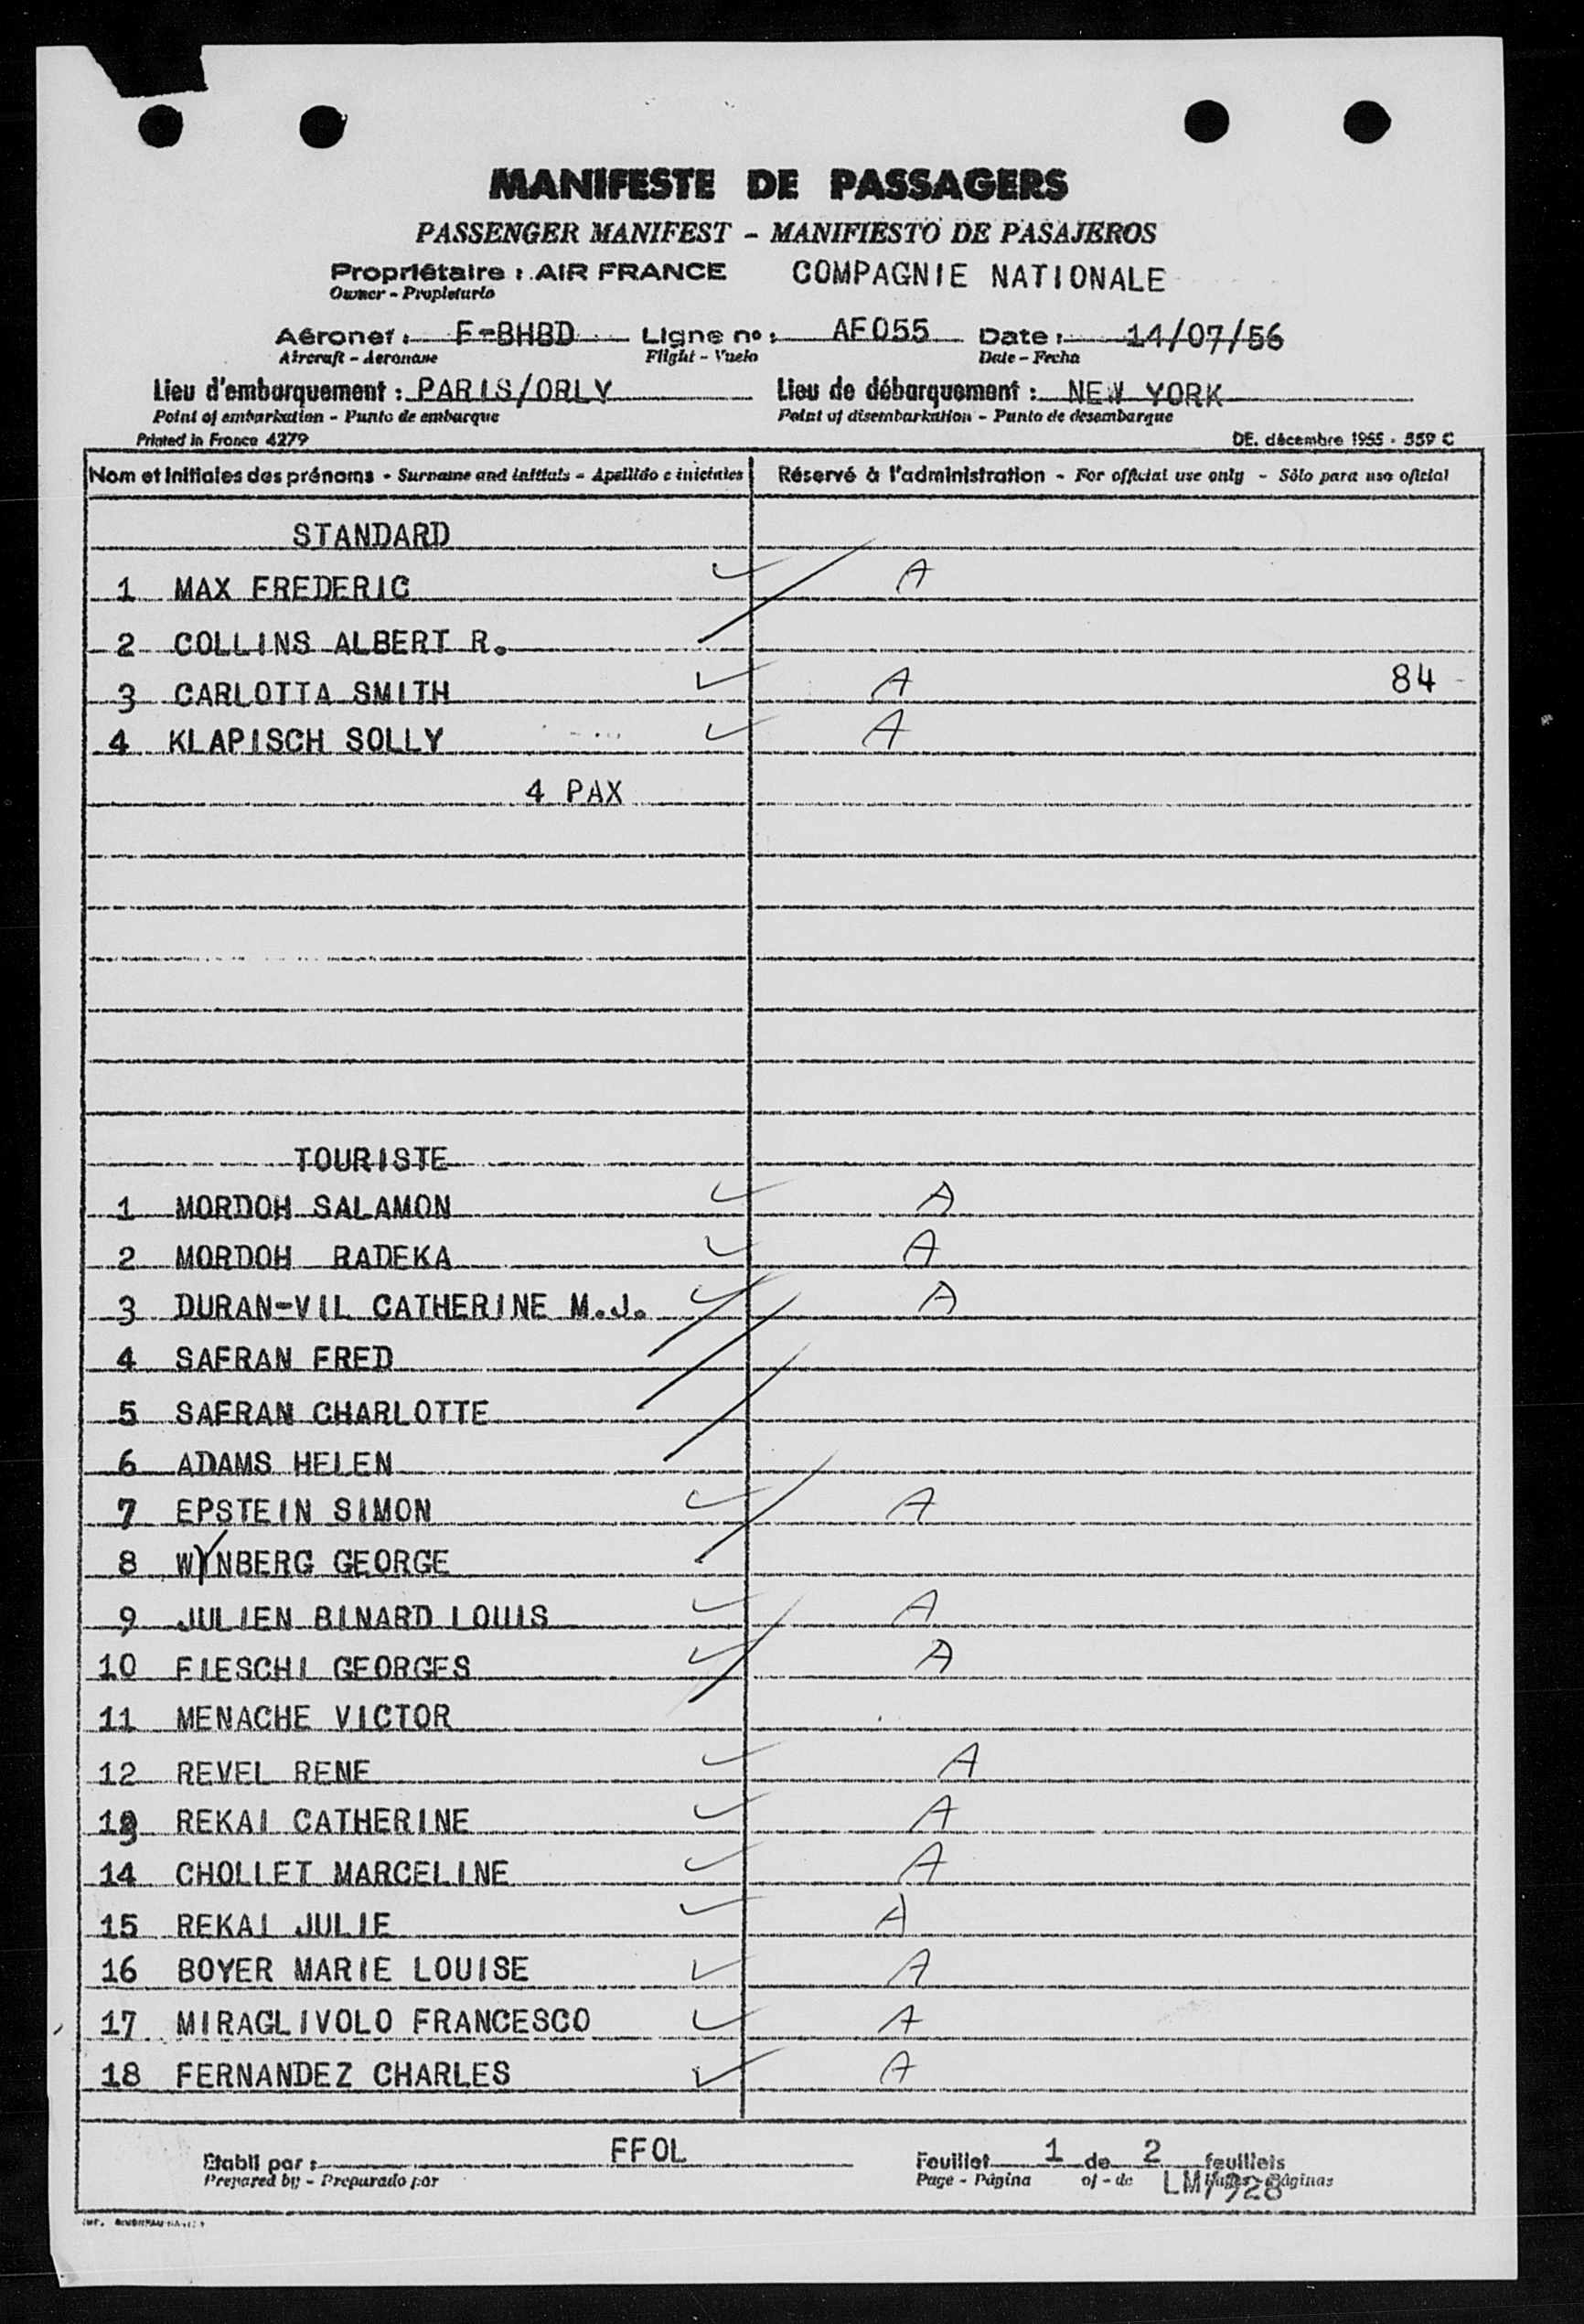 MANIFESTE DE PASSAGERS
PASSENGER MANIFEST - MANIFIESTO DE PASAJEROS
Propriétaire : AIR FRANCE COMPAGNIE NATIONALE
Owner - Propietario
Aéronef : F-BHBD Ligne no : AF055 Date : 14/07/56
Aircraft - Aeronave Flight - Vuelo Date - Fecha
Lieu d'embarquement : PARIS/ORLY Lieu de débarquement : NEW YORK
Point of embarkation - Punto de embarque Point of disembarkation - Punto de desembarque
Printed in France 4279 DE. décembre 1955 - 559 C
Nom et initiales des prénoms - Surname and initials - Apellido e iniciales Réservé à l'administration - For official use only - Sólo para uso oficial
STANDARD
1 MAX FREDERIC A
2 COLLINS ALBERT R.
3 CARLOTTA SMITH A 84
4 KLAPISCH SOLLY A
4 PAX
TOURISTE
1 MORDOH SALAMON A
2 MORDOH RADEKA A
3 DURAN-VIL CATHERINE M.J. A
4 SAFRAN FRED
5 SAFRAN CHARLOTTE
6 ADAMS HELEN
7 EPSTEIN SIMON A
8 WYNBERG GEORGE
9 JULIEN BINARD LOUIS A
10 FIESCHI GEORGES A
11 MENACHE VICTOR
12 REVEL RENE A
13 REKAI CATHERINE A
14 CHOLLET MARCELINE A
15 REKAI JULIE A
16 BOYER MARIE LOUISE A
17 MIRAGLIVOLO FRANCESCO A
18 FERNANDEZ CHARLES A
Etabli par : FFOL Feuillet 1 de 2 feuillets
Prepared by - Preparado por Page - Página of - de LM/928 Páginas